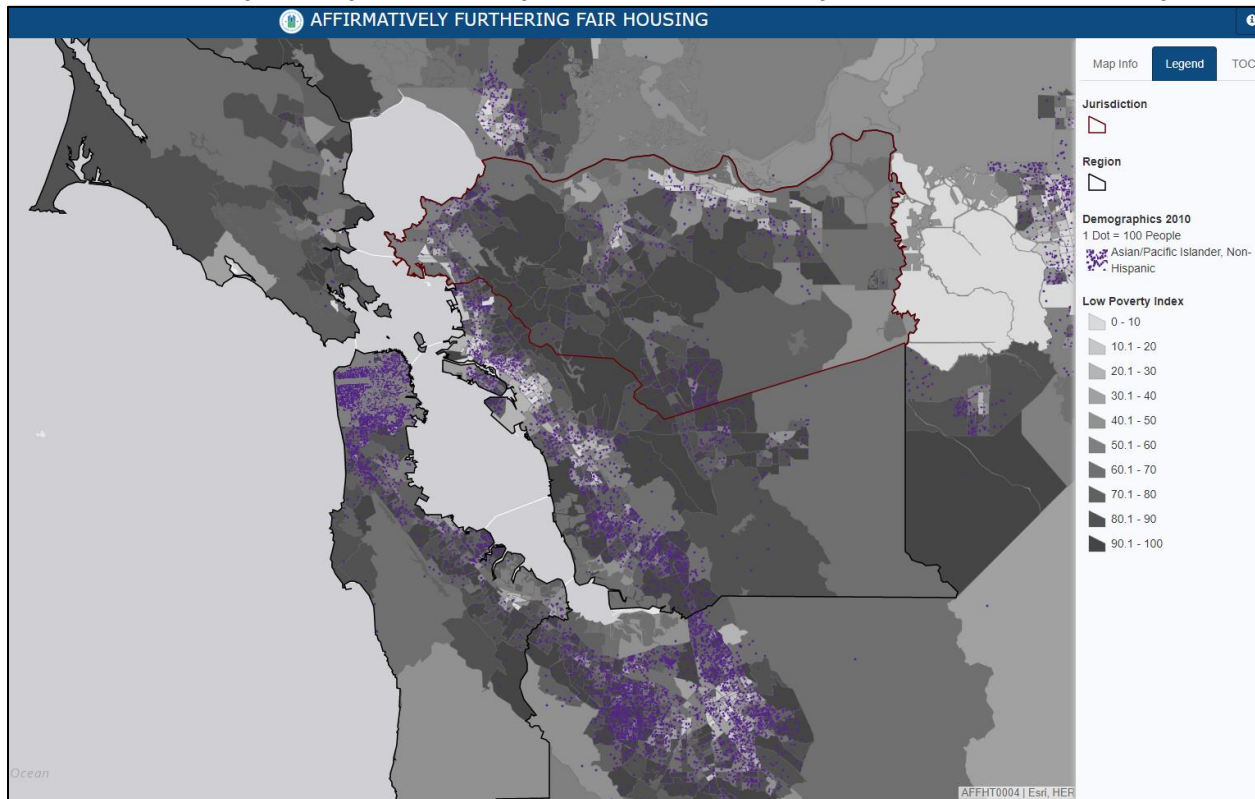 AFFIRMATIVELY FURTHERING FAIR HOUSING
Map Info
Legend
TOC
Jurisdiction
Region
Demographics 2010
1 Dot = 100 People
Asian/Pacific Islander, Non-
Hispanic
Low Poverty Index
0 - 10
10.1 - 20
20.1 - 30
30.1 - 40
40.1 - 50
50.1 - 60
60.1 - 70
70.1 - 80
80.1 - 90
90.1 - 100
Ocean
AFFHT0004 | Esri, HER